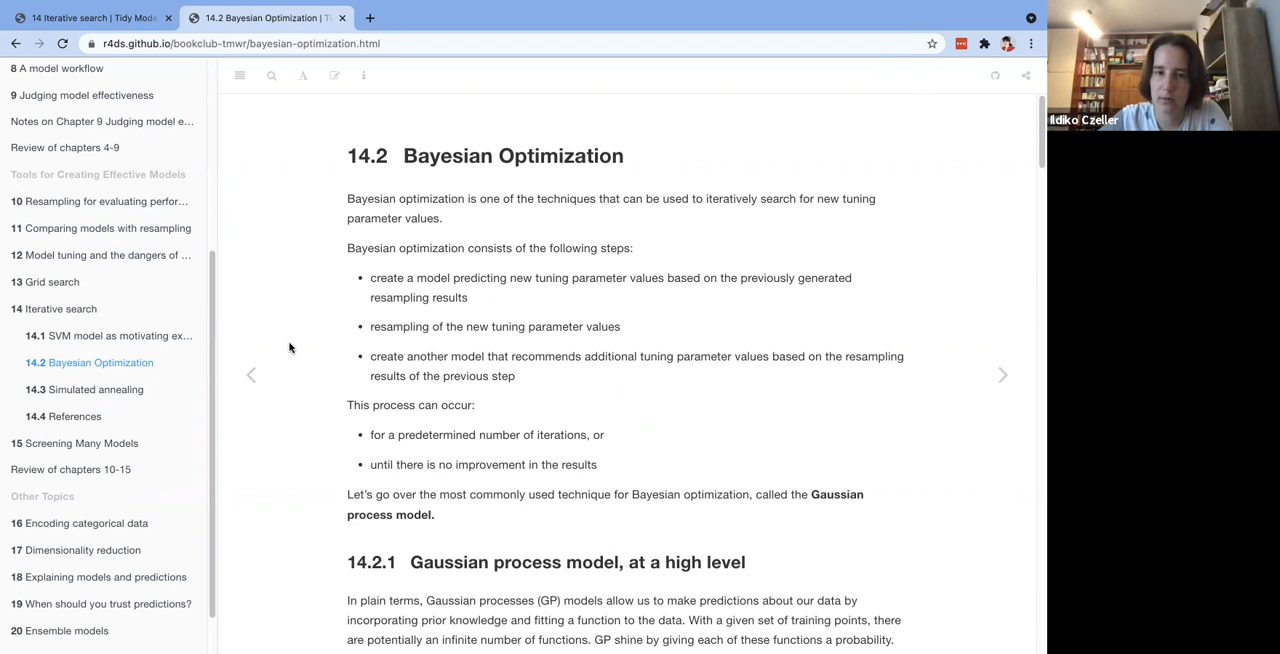 14 Iterative search | Tidy Mode
14.2 Bayesian Optimization | Ti
r4ds.github.io/bookclub-tmwr/bayesian-optimization.html
8 A model workflow
9 Judging model effectiveness
Notes on Chapter 9 Judging model e...
Review of chapters 4-9
Tools for Creating Effective Models
10 Resampling for evaluating perfor...
11 Comparing models with resampling
12 Model tuning and the dangers of ...
13 Grid search
14 Iterative search
14.1 SVM model as motivating ex...
14.2 Bayesian Optimization
14.3 Simulated annealing
14.4 References
15 Screening Many Models
Review of chapters 10-15
Other Topics
16 Encoding categorical data
17 Dimensionality reduction
18 Explaining models and predictions
19 When should you trust predictions?
20 Ensemble models
14.2 Bayesian Optimization
Bayesian optimization is one of the techniques that can be used to iteratively search for new tuning
parameter values.
Bayesian optimization consists of the following steps:
• create a model predicting new tuning parameter values based on the previously generated
resampling results
• resampling of the new tuning parameter values
• create another model that recommends additional tuning parameter values based on the resampling
results of the previous step
This process can occur:
• for a predetermined number of iterations, or
• until there is no improvement in the results
Let's go over the most commonly used technique for Bayesian optimization, called the Gaussian
process model.
14.2.1 Gaussian process model, at a high level
In plain terms, Gaussian processes (GP) models allow us to make predictions about our data by
incorporating prior knowledge and fitting a function to the data. With a given set of training points, there
are potentially an infinite number of functions. GP shine by giving each of these functions a probability.
Ildiko Czeller